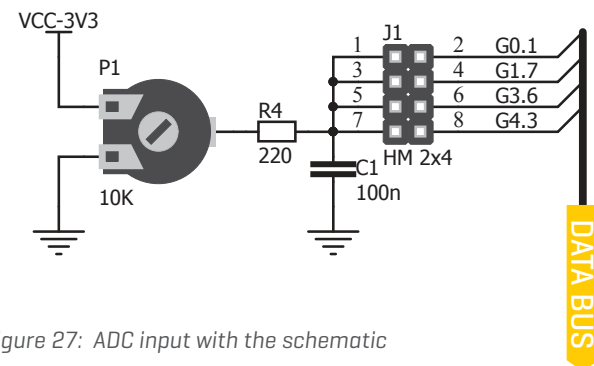 VCC-3V3
P1
10K
R4
220
C1
100n
J1
1 2 G0.1
3 4 G1.7
5 6 G3.6
7 8 G4.3
HM 2x4
DATA BUS
gure 27: ADC input with the schematic